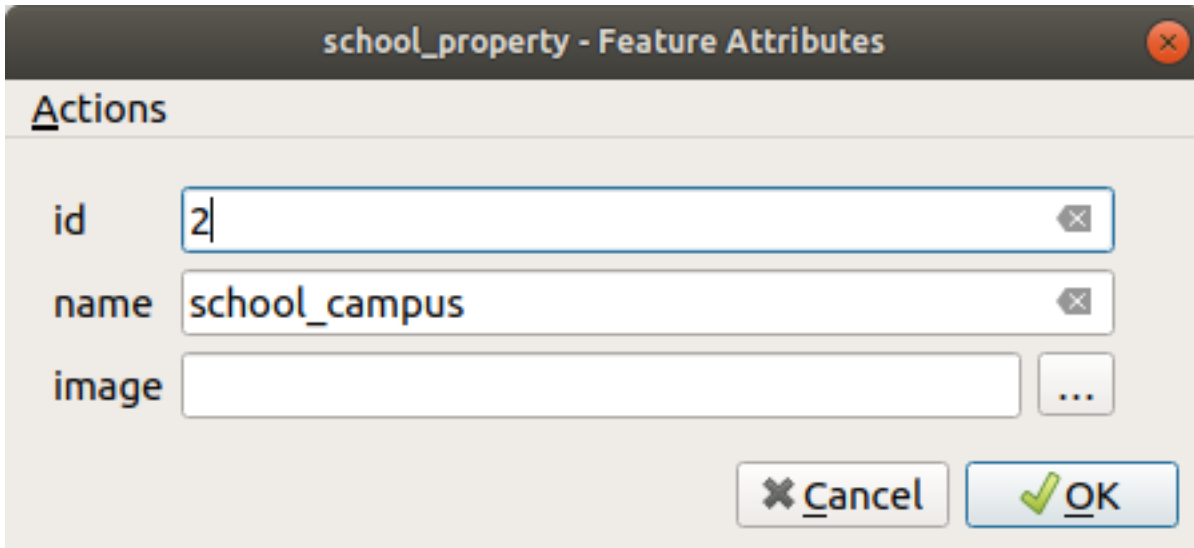 school_property - Feature Attributes
Actions
id 2
name school_campus
image ...
Cancel OK